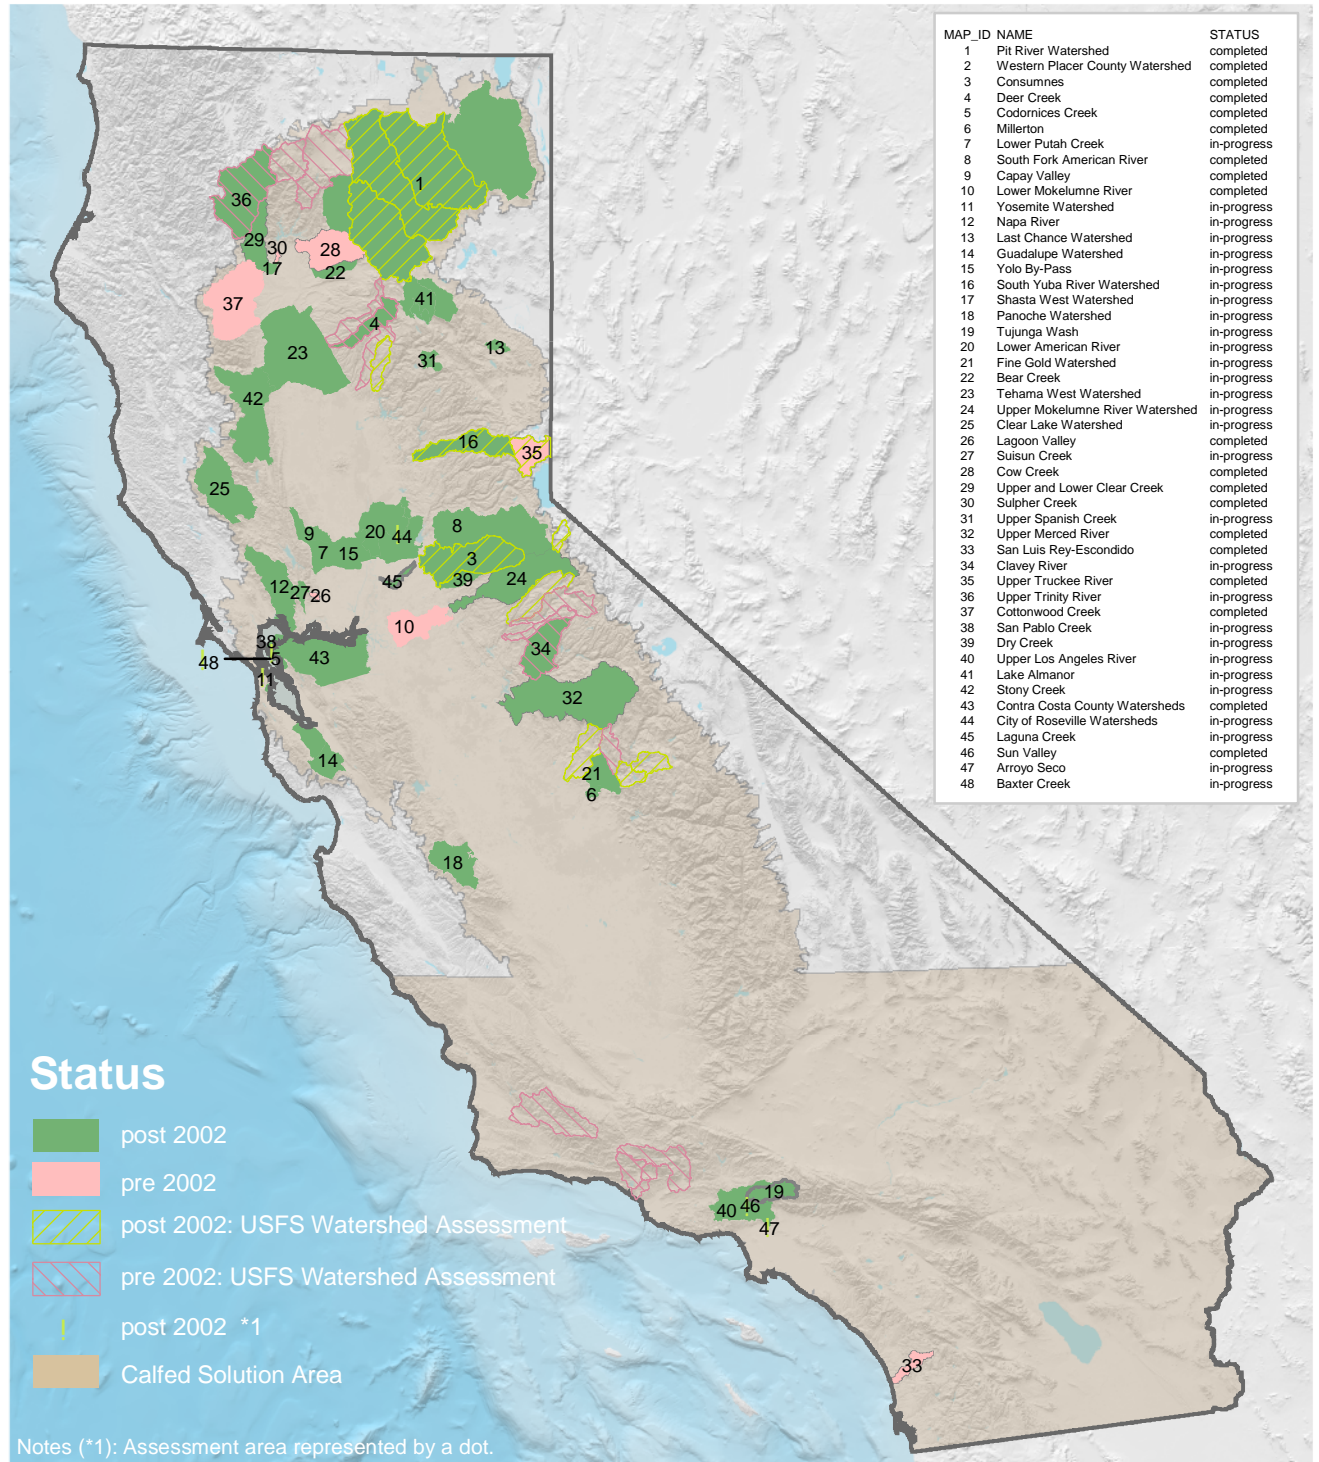 MAP_ID NAME STATUS
1 Pit River Watershed completed
2 Western Placer County Watershed completed
3 Consumnes completed
4 Deer Creek completed
5 Codornices Creek completed
6 Millerton completed
7 Lower Putah Creek in-progress
8 South Fork American River completed
9 Capay Valley completed
10 Lower Mokelumne River completed
11 Yosemite Watershed in-progress
12 Napa River in-progress
13 Last Chance Watershed in-progress
14 Guadalupe Watershed in-progress
15 Yolo By-Pass in-progress
16 South Yuba River Watershed in-progress
17 Shasta West Watershed in-progress
18 Panoche Watershed in-progress
19 Tujunga Wash in-progress
20 Lower American River in-progress
21 Fine Gold Watershed in-progress
22 Bear Creek in-progress
23 Tehama West Watershed in-progress
24 Upper Mokelumne River Watershed in-progress
25 Clear Lake Watershed in-progress
26 Lagoon Valley completed
27 Suisun Creek in-progress
28 Cow Creek completed
29 Upper and Lower Clear Creek completed
30 Sulpher Creek completed
31 Upper Spanish Creek in-progress
32 Upper Merced River completed
33 San Luis Rey-Escondido completed
34 Clavey River in-progress
35 Upper Truckee River completed
36 Upper Trinity River in-progress
37 Cottonwood Creek completed
38 San Pablo Creek in-progress
39 Dry Creek in-progress
40 Upper Los Angeles River in-progress
41 Lake Almanor in-progress
42 Stony Creek in-progress
43 Contra Costa County Watersheds completed
44 City of Roseville Watersheds in-progress
45 Laguna Creek in-progress
46 Sun Valley completed
47 Arroyo Seco in-progress
48 Baxter Creek in-progress
1
36
29
30
28
17
22
37
41
4
23
31
13
42
16
35
25
9
20
44
8
7
15
3
45
39
24
12
27
26
10
38
5
48
43
11
34
32
14
21
6
18
19
40
46
47
33
Status
post 2002
pre 2002
post 2002: USFS Watershed Assessment
pre 2002: USFS Watershed Assessment
post 2002 *1
Calfed Solution Area
Notes (*1): Assessment area represented by a dot.